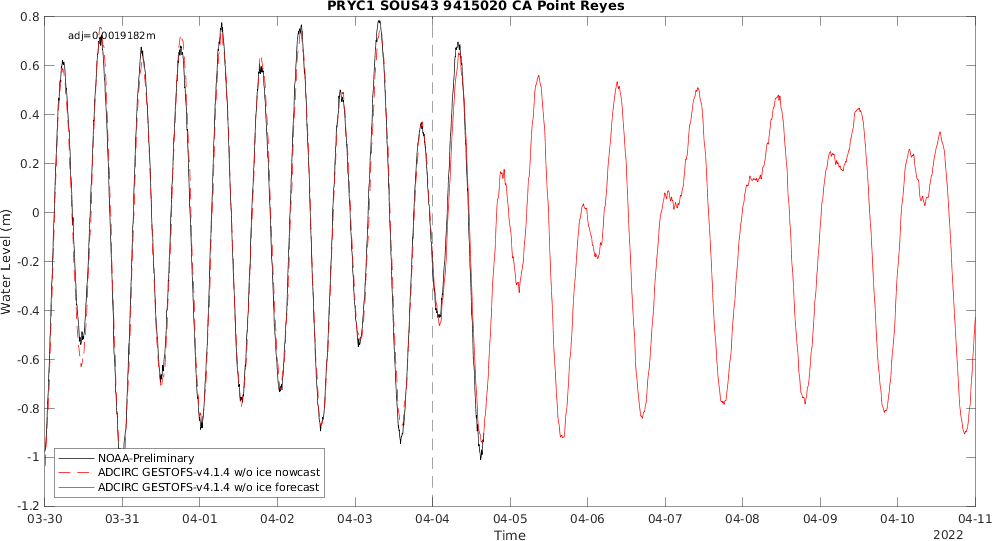 PRYC1 SOUS43 9415020 CA Point Reyes
adj=0.0019182m
Water Level (m)
0.8
0.6
0.4
0.2
0
-0.2
-0.4
-0.6
-0.8
-1
-1.2
NOAA-Preliminary
ADCIRC GESTOFS-v4.1.4 w/o ice nowcast
ADCIRC GESTOFS-v4.1.4 w/o ice forecast
03-30 03-31 04-01 04-02 04-03 04-04 04-05 04-06 04-07 04-08 04-09 04-10 04-11
Time
2022